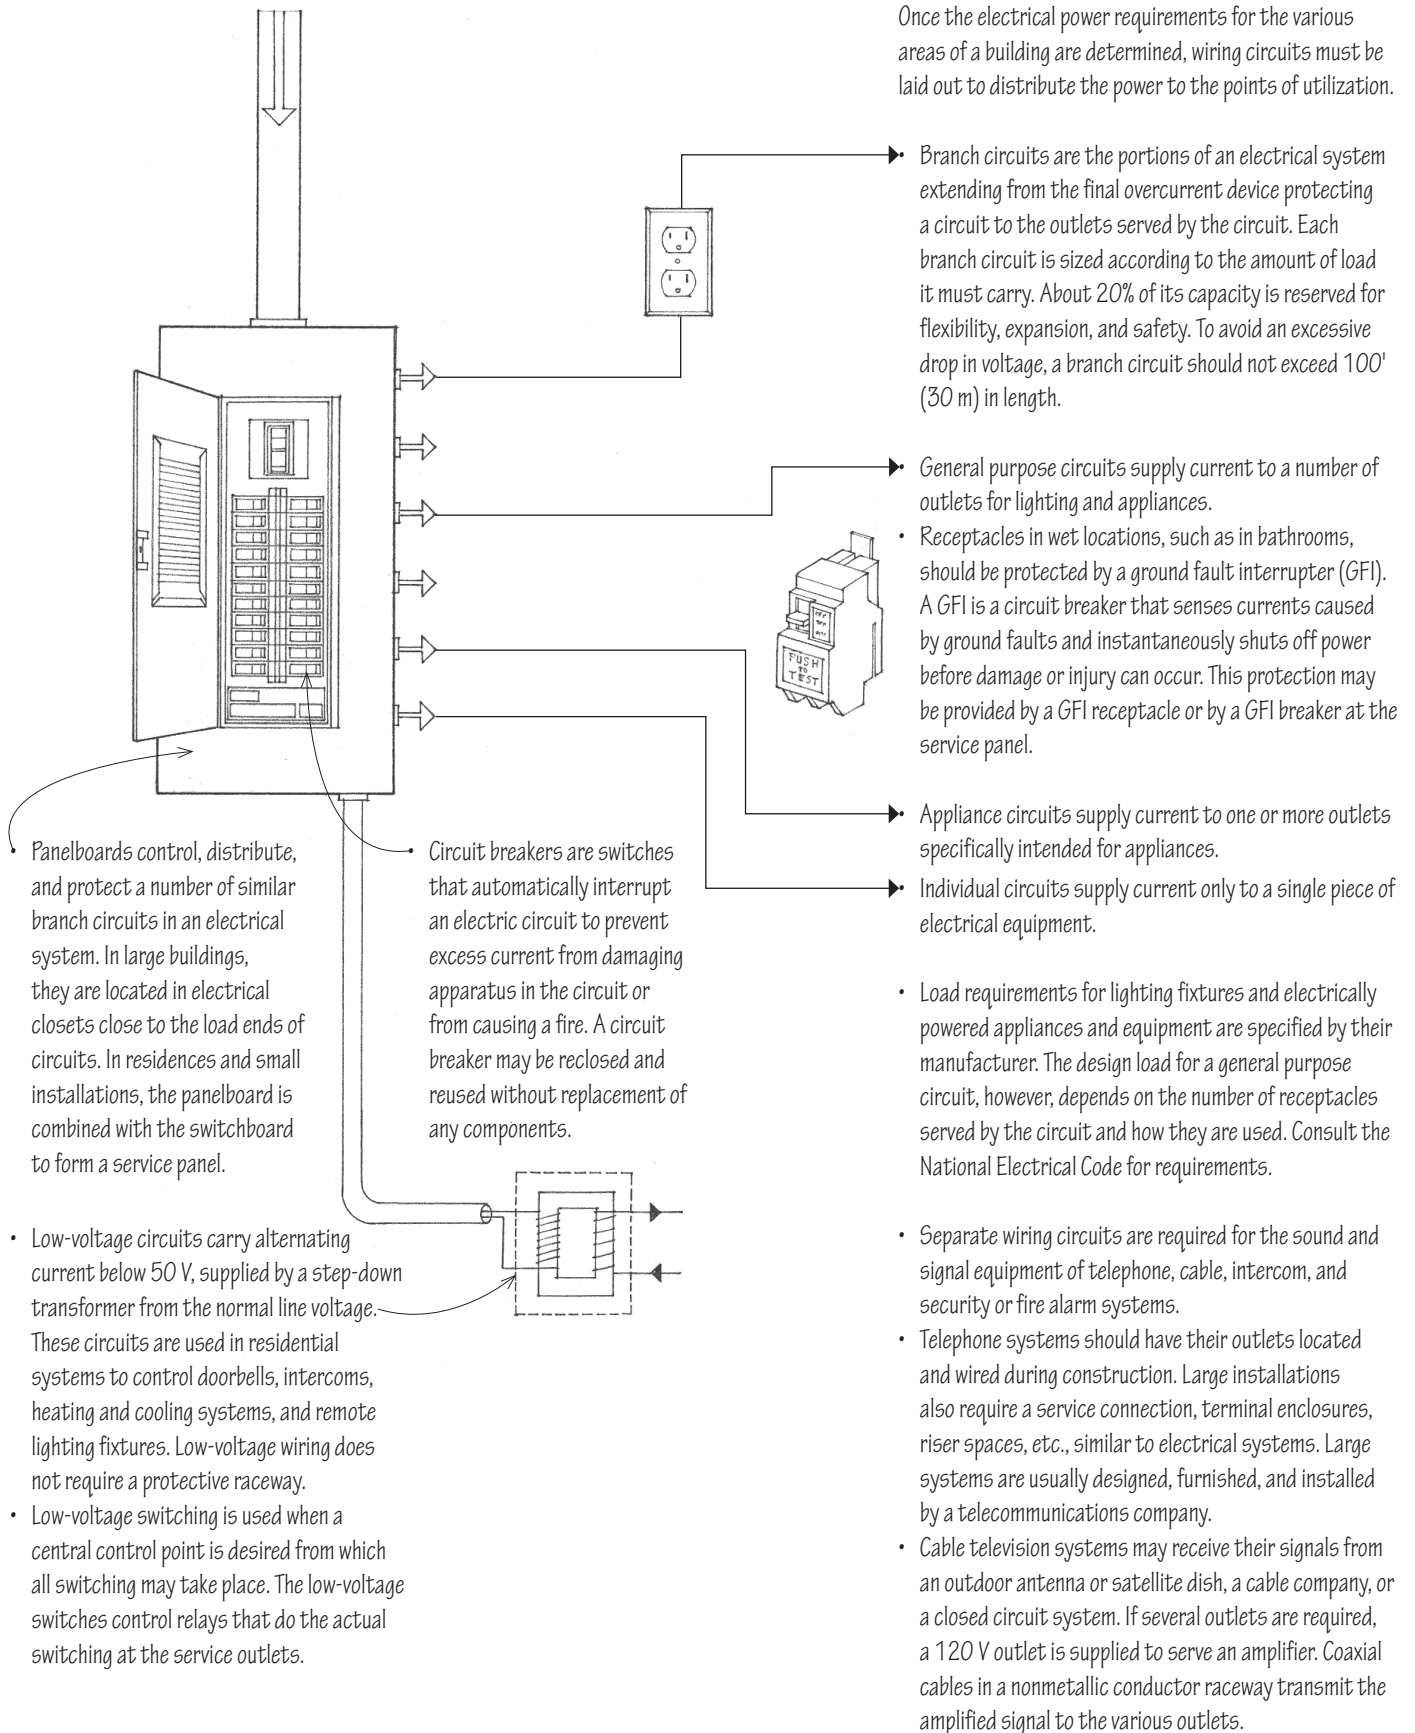 Once the electrical power requirements for the various
areas of a building are determined, wiring circuits must be
laid out to distribute the power to the points of utilization.
• Branch circuits are the portions of an electrical system
extending from the final overcurrent device protecting
a circuit to the outlets served by the circuit. Each
branch circuit is sized according to the amount of load
it must carry. About 20% of its capacity is reserved for
flexibility, expansion, and safety. To avoid an excessive
drop in voltage, a branch circuit should not exceed 100'
(30 m) in length.
• General purpose circuits supply current to a number of
outlets for lighting and appliances.
• Receptacles in wet locations, such as in bathrooms,
should be protected by a ground fault interrupter (GFI).
A GFI is a circuit breaker that senses currents caused
by ground faults and instantaneously shuts off power
before damage or injury can occur. This protection may
be provided by a GFI receptacle or by a GFI breaker at the
service panel.
PUSH
TO
TEST
• Appliance circuits supply current to one or more outlets
specifically intended for appliances.
• Individual circuits supply current only to a single piece of
electrical equipment.
• Load requirements for lighting fixtures and electrically
powered appliances and equipment are specified by their
manufacturer. The design load for a general purpose
circuit, however, depends on the number of receptacles
served by the circuit and how they are used. Consult the
National Electrical Code for requirements.
• Separate wiring circuits are required for the sound and
signal equipment of telephone, cable, intercom, and
security or fire alarm systems.
• Telephone systems should have their outlets located
and wired during construction. Large installations
also require a service connection, terminal enclosures,
riser spaces, etc., similar to electrical systems. Large
systems are usually designed, furnished, and installed
by a telecommunications company.
• Cable television systems may receive their signals from
an outdoor antenna or satellite dish, a cable company, or
a closed circuit system. If several outlets are required,
a 120 V outlet is supplied to serve an amplifier. Coaxial
cables in a nonmetallic conductor raceway transmit the
amplified signal to the various outlets.
• Panelboards control, distribute,
and protect a number of similar
branch circuits in an electrical
system. In large buildings,
they are located in electrical
closets close to the load ends of
circuits. In residences and small
installations, the panelboard is
combined with the switchboard
to form a service panel.
• Circuit breakers are switches
that automatically interrupt
an electric circuit to prevent
excess current from damaging
apparatus in the circuit or
from causing a fire. A circuit
breaker may be reclosed and
reused without replacement of
any components.
• Low-voltage circuits carry alternating
current below 50 V, supplied by a step-down
transformer from the normal line voltage.
These circuits are used in residential
systems to control doorbells, intercoms,
heating and cooling systems, and remote
lighting fixtures. Low-voltage wiring does
not require a protective raceway.
• Low-voltage switching is used when a
central control point is desired from which
all switching may take place. The low-voltage
switches control relays that do the actual
switching at the service outlets.